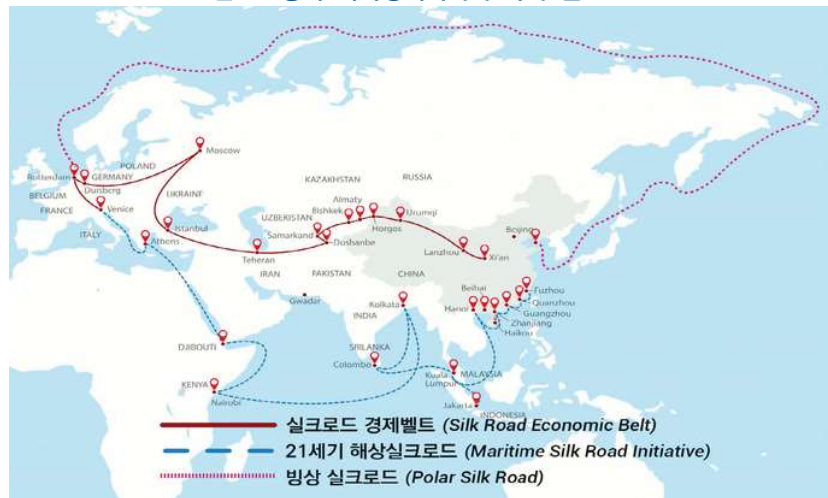 Moscow
Rotterdam
POLAND
GERMANY
Duisberg
BELGIUM
FRANCE
Venice
ITALY
UKRAINE
KAZAKHSTAN
RUSSIA
Almaty
Bishkek
Urumqi
Horgos
UZBEKISTAN
Samarkand
Dushanbe
Istanbul
Athens
Teheran
Beijing
Lanzhou
Xi'an
IRAN
PAKISTAN
CHINA
Gwadar
Kolkata
INDIA
Beihai
Hanoi
Fuzhou
Quanzhou
Guangzhou
Zhanjiang
Haikou
DJIBOUTI
SRILANKA
Colombo
Kuala
Lumpur
MALAYSIA
KENYA
Nairobi
Jakarta
INDONESIA
실크로드 경제벨트 (Silk Road Economic Belt)
21세기 해상실크로드 (Maritime Silk Road Initiative)
빙상 실크로드 (Polar Silk Road)